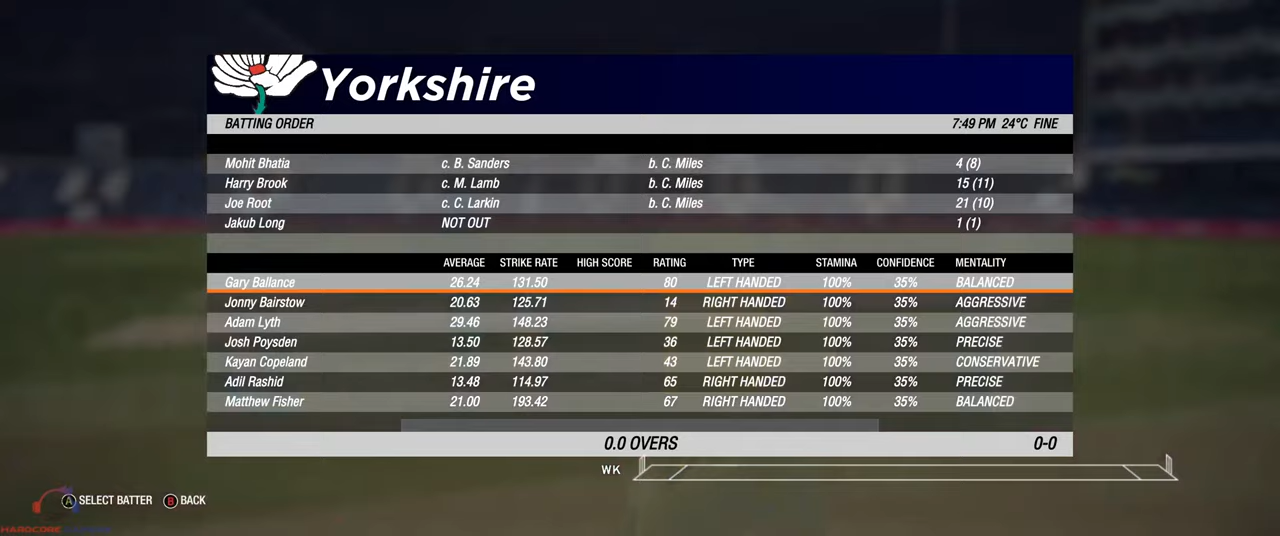 Yorkshire
BATTING ORDER 7:49 PM 24°C FINE
Mohit Bhatia c. B. Sanders b. C. Miles 4 (8)
Harry Brook c. M. Lamb b. C. Miles 15 (11)
Joe Root c. C. Larkin b. C. Miles 21 (10)
Jakub Long NOT OUT 1 (1)
AVERAGE STRIKE RATE HIGH SCORE RATING TYPE STAMINA CONFIDENCE MENTALITY
Gary Ballance 26.24 131.50 80 LEFT HANDED 100% 35% BALANCED
Jonny Bairstow 20.63 125.71 14 RIGHT HANDED 100% 35% AGGRESSIVE
Adam Lyth 29.46 148.23 79 LEFT HANDED 100% 35% AGGRESSIVE
Josh Poysden 13.50 128.57 36 LEFT HANDED 100% 35% PRECISE
Kayan Copeland 21.89 143.80 43 LEFT HANDED 100% 35% CONSERVATIVE
Adil Rashid 13.48 114.97 65 RIGHT HANDED 100% 35% PRECISE
Matthew Fisher 21.00 193.42 67 RIGHT HANDED 100% 35% BALANCED
0.0 OVERS 0-0
WK
A SELECT BATTER B BACK
HARDCORE